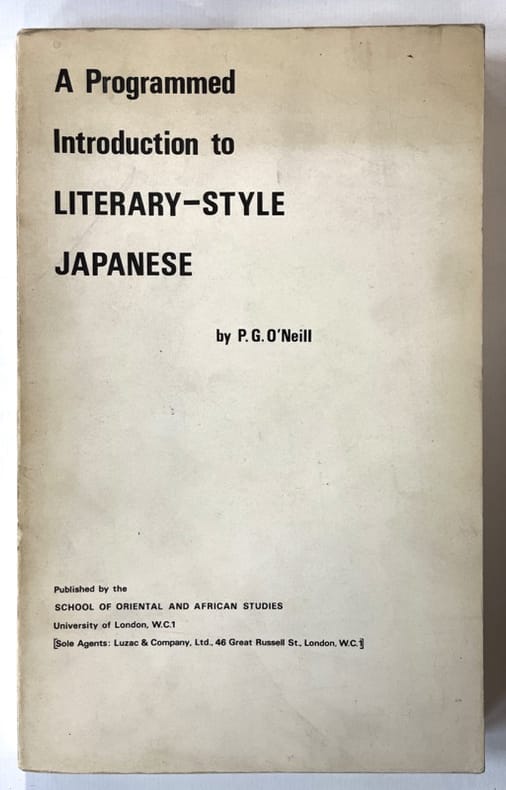 A Programmed
Introduction to
LITERARY-STYLE
JAPANESE
by P.G.O'Neill
Published by the
SCHOOL OF ORIENTAL AND AFRICAN STUDIES
University of London, W.C.1
[Sole Agents: Luzac & Company, Ltd., 46 Great Russell St., London, W.C.1]